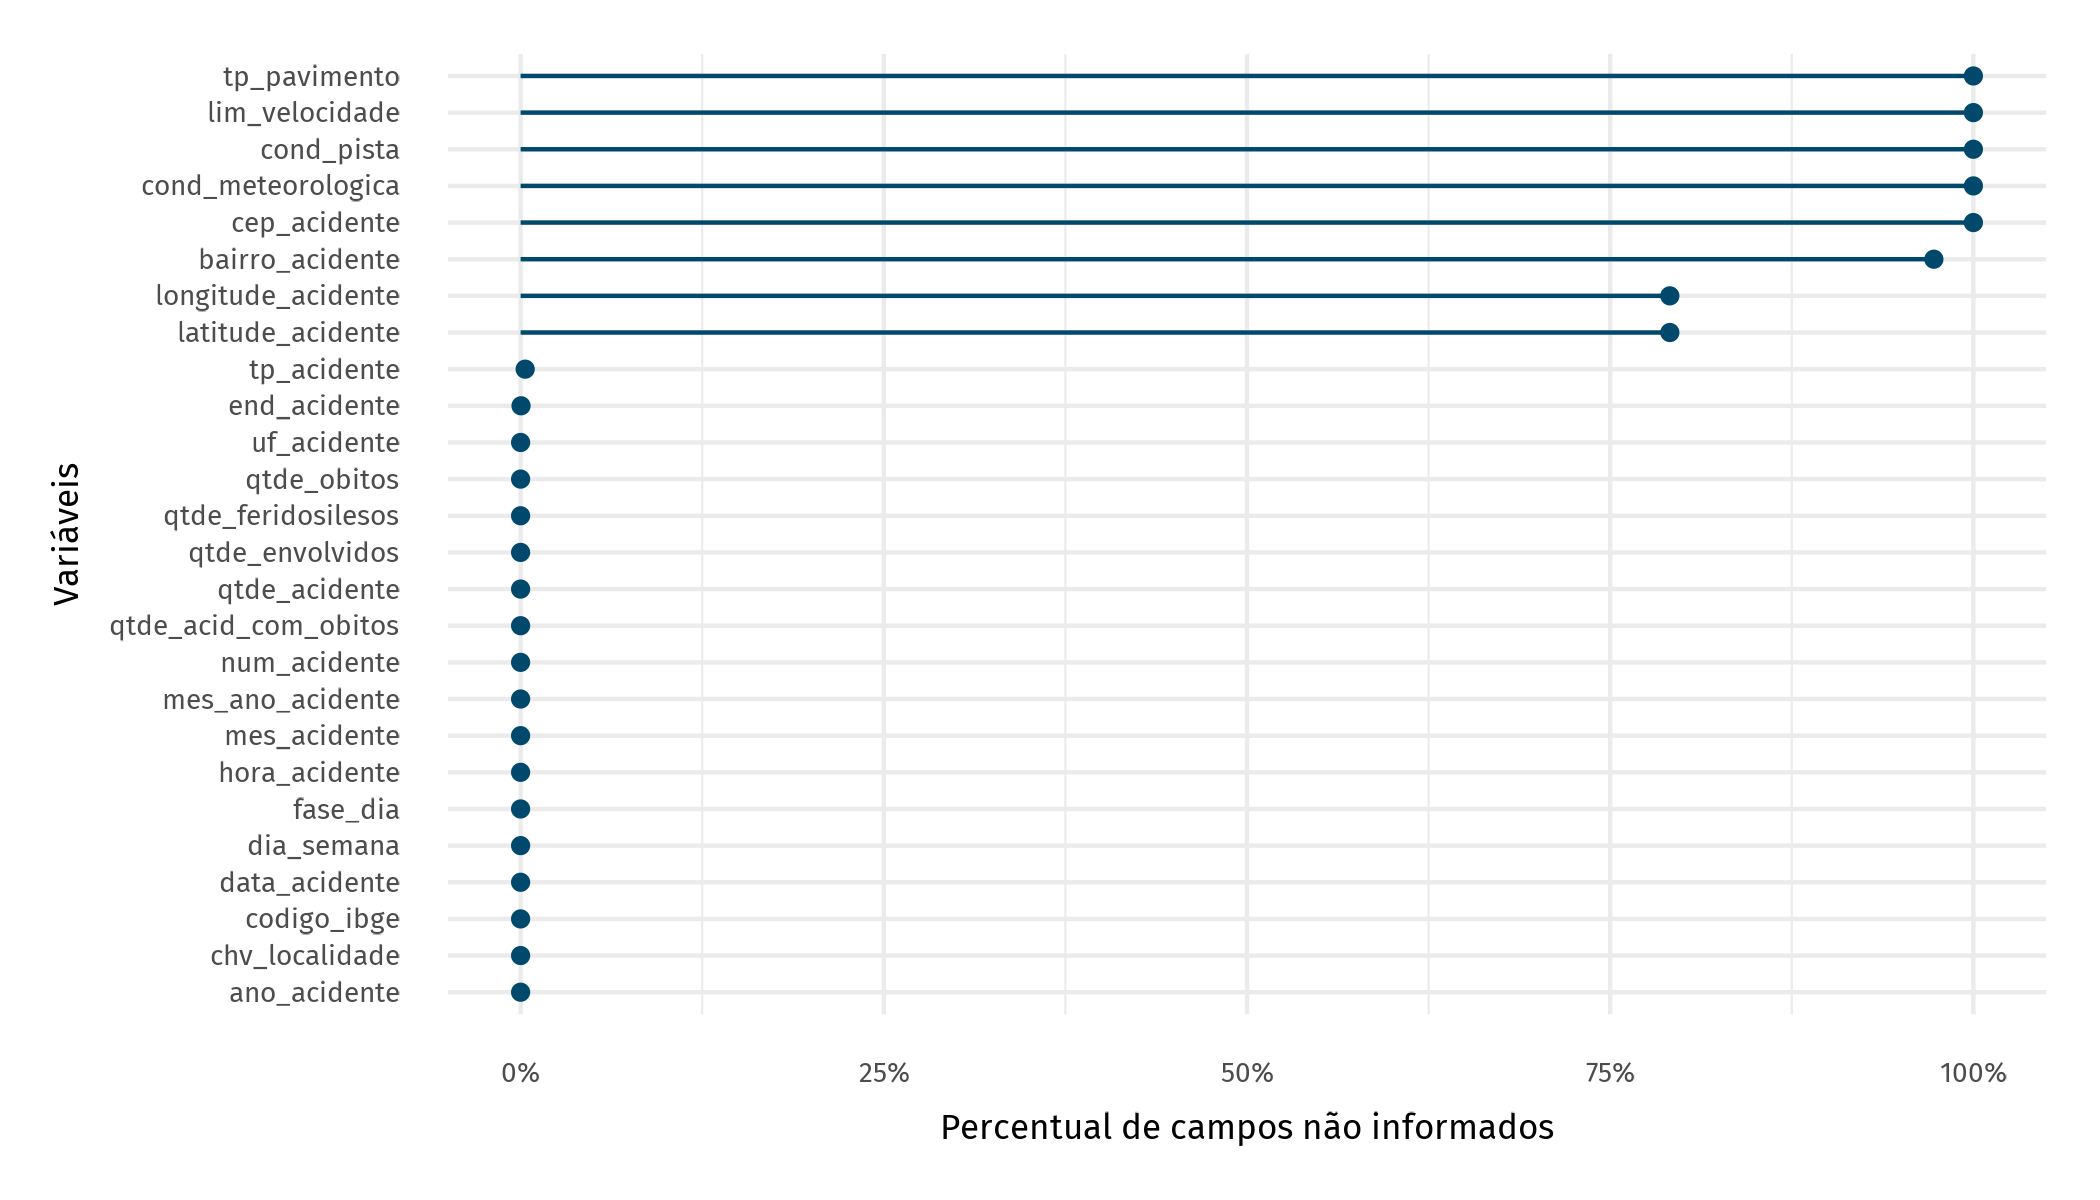 tp_pavimento
lim_velocidade
cond_pista
cond_meteorologica
cep_acidente
bairro_acidente
longitude_acidente
latitude_acidente
tp_acidente
end_acidente
uf_acidente
qtde_obitos
qtde_feridosilesos
qtde_envolvidos
qtde_acidente
qtde_acid_com_obitos
num_acidente
mes_ano_acidente
mes_acidente
hora_acidente
fase_dia
dia_semana
data_acidente
codigo_ibge
chv_localidade
ano_acidente
Variáveis
0% 25% 50% 75% 100%
Percentual de campos não informados